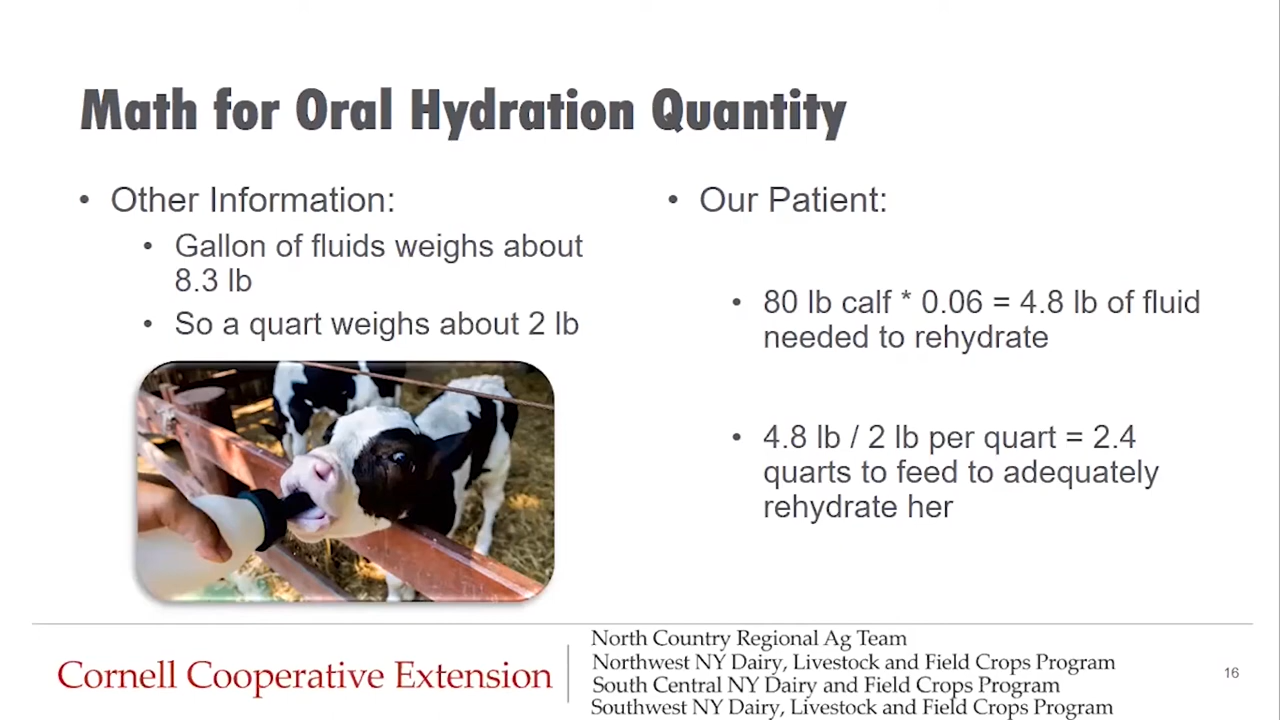 Math for Oral Hydration Quantity
• Other Information:
• Gallon of fluids weighs about
8.3 lb
• So a quart weighs about 2 lb
• Our Patient:
• 80 lb calf * 0.06 = 4.8 lb of fluid
needed to rehydrate
• 4.8 lb / 2 lb per quart = 2.4
quarts to feed to adequately
rehydrate her
Cornell Cooperative Extension
North Country Regional Ag Team
Northwest NY Dairy, Livestock and Field Crops Program
South Central NY Dairy and Field Crops Program
Southwest NY Dairy, Livestock and Field Crops Program
16